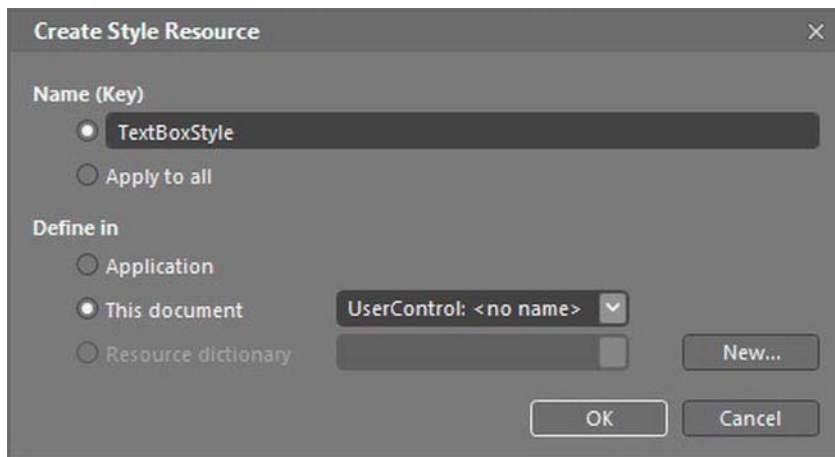 Create Style Resource
Name (Key)
TextBoxStyle
Apply to all
Define in
Application
This document UserControl: <no name>
Resource dictionary New...
OK Cancel